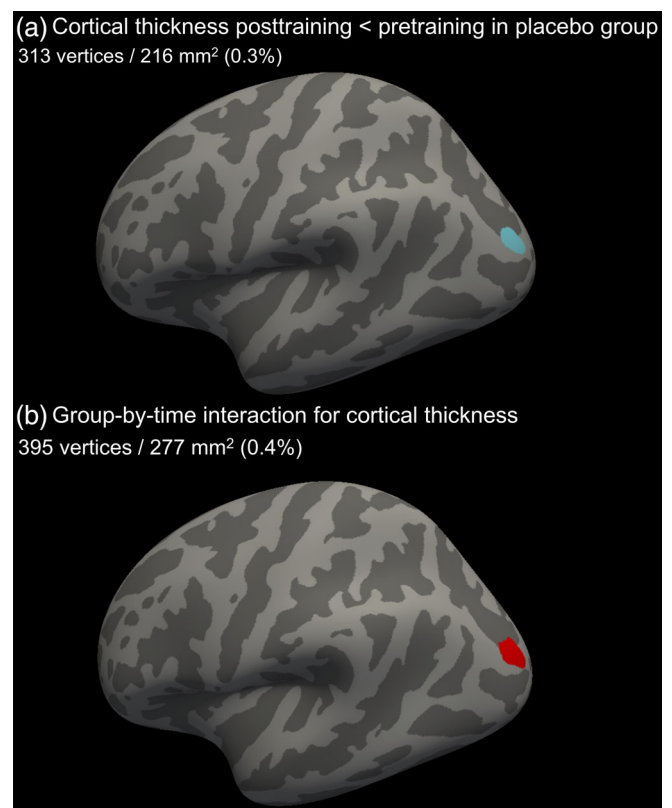 (a) Cortical thickness posttraining < pretraining in placebo group
313 vertices / 216 mm² (0.3%)
(b) Group-by-time interaction for cortical thickness
395 vertices / 277 mm² (0.4%)